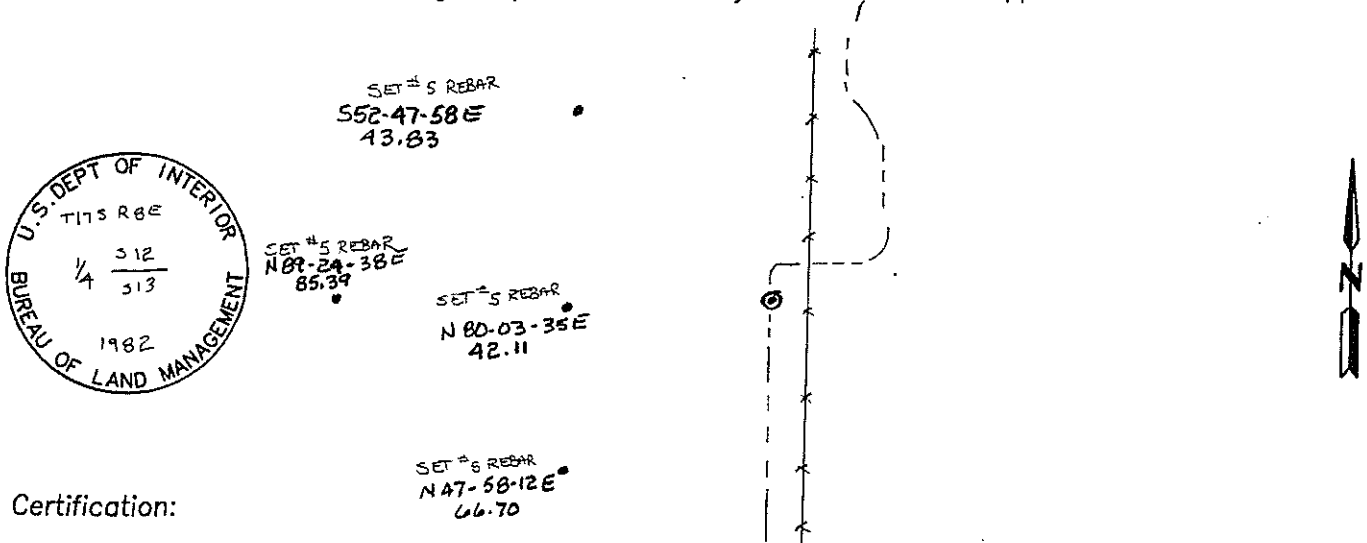 SET #5 REBAR
S52-47-58E
43.83
U.S. DEPT OF INTERIOR
T17S R8E
1/4 S12
S13
1982
BUREAU OF LAND MANAGEMENT
SET #5 REBAR
N89-24-38E
85.39
SET #5 REBAR
N80-03-35E
42.11
N
SET #5 REBAR
N47-58-12E
66.70
Certification: